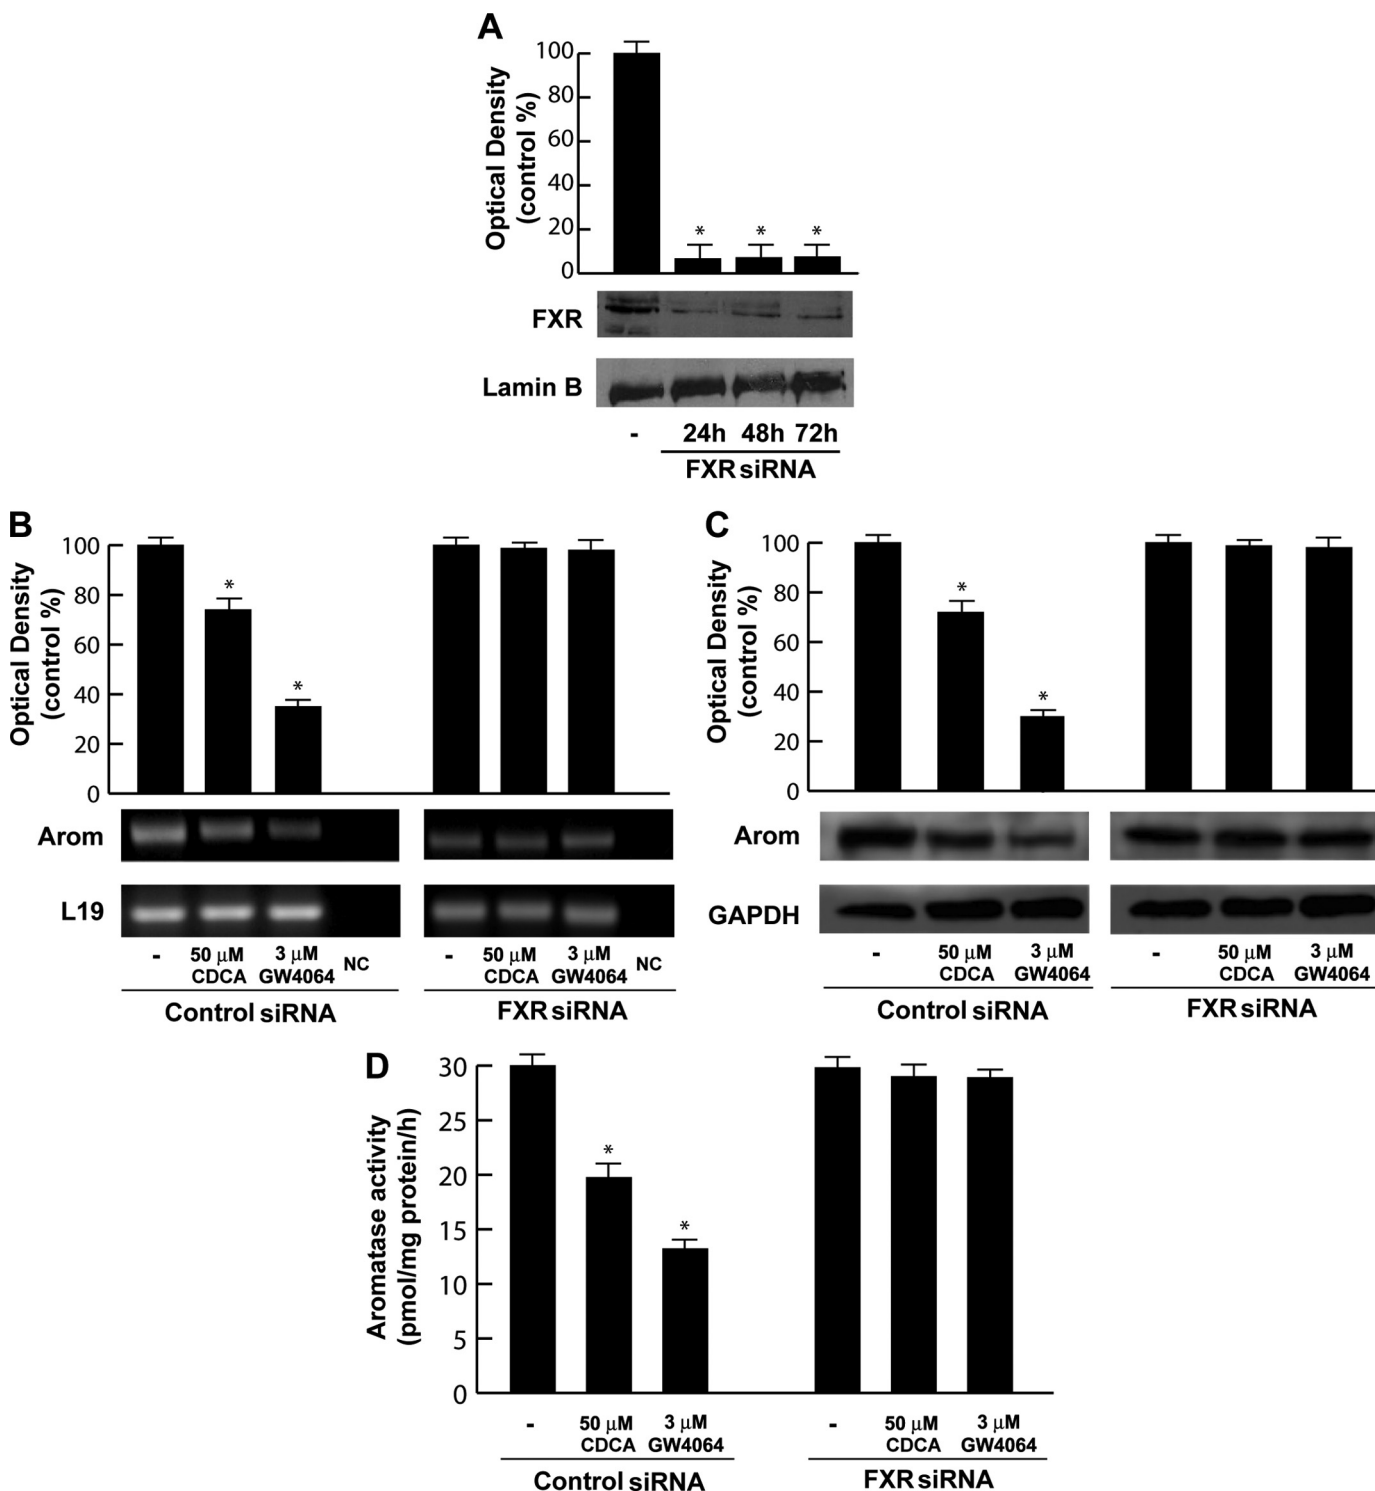 A
Optical Density
(control %)
100
80
60
40
20
0
* * *
FXR
Lamin B
- 24h 48h 72h
FXR siRNA
B
Optical Density
(control %)
100
80
60
40
20
0
*
*
Arom
L19
- 50 μM CDCA 3 μM GW4064 NC
- 50 μM CDCA 3 μM GW4064 NC
Control siRNA
FXR siRNA
C
Optical Density
(control %)
100
80
60
40
20
0
*
*
Arom
GAPDH
- 50 μM CDCA 3 μM GW4064
- 50 μM CDCA 3 μM GW4064
Control siRNA
FXR siRNA
D
Aromatase activity
(pmol/mg protein/h)
30
25
20
15
10
5
0
*
*
- 50 μM CDCA 3 μM GW4064
- 50 μM CDCA 3 μM GW4064
Control siRNA
FXR siRNA